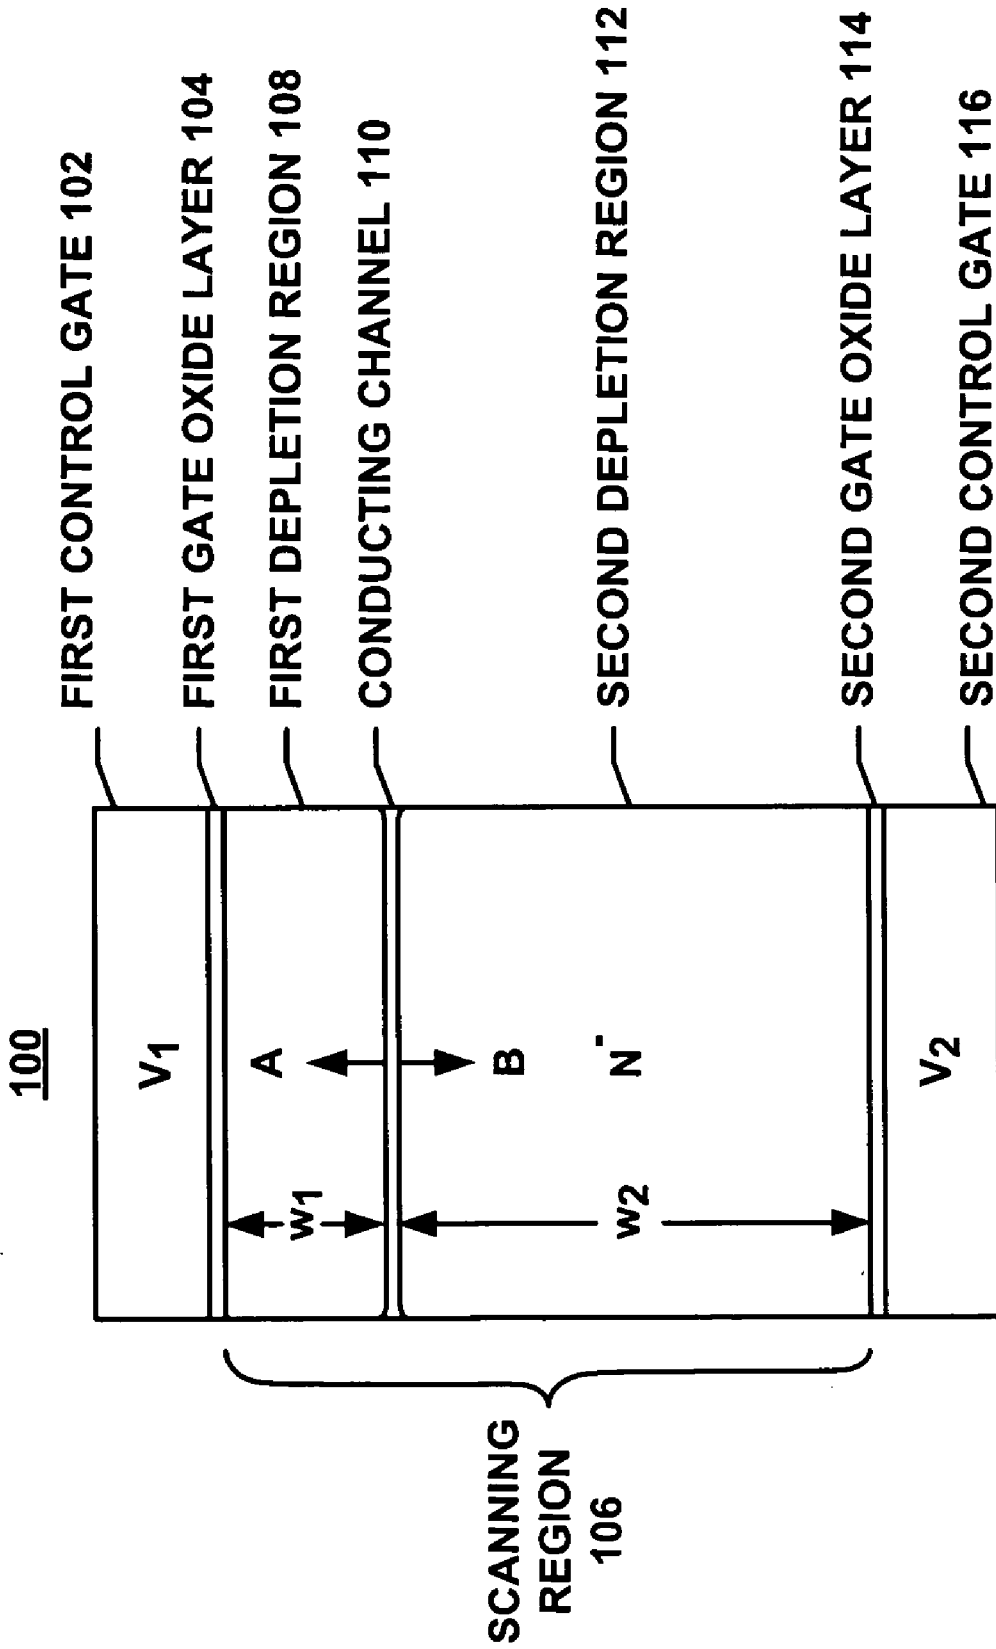 100
FIRST CONTROL GATE 102
FIRST GATE OXIDE LAYER 104
FIRST DEPLETION REGION 108
CONDUCTING CHANNEL 110
SECOND DEPLETION REGION 112
SECOND GATE OXIDE LAYER 114
SECOND CONTROL GATE 116
V1
A
W1
B
N-
W2
V2
SCANNING
REGION
106